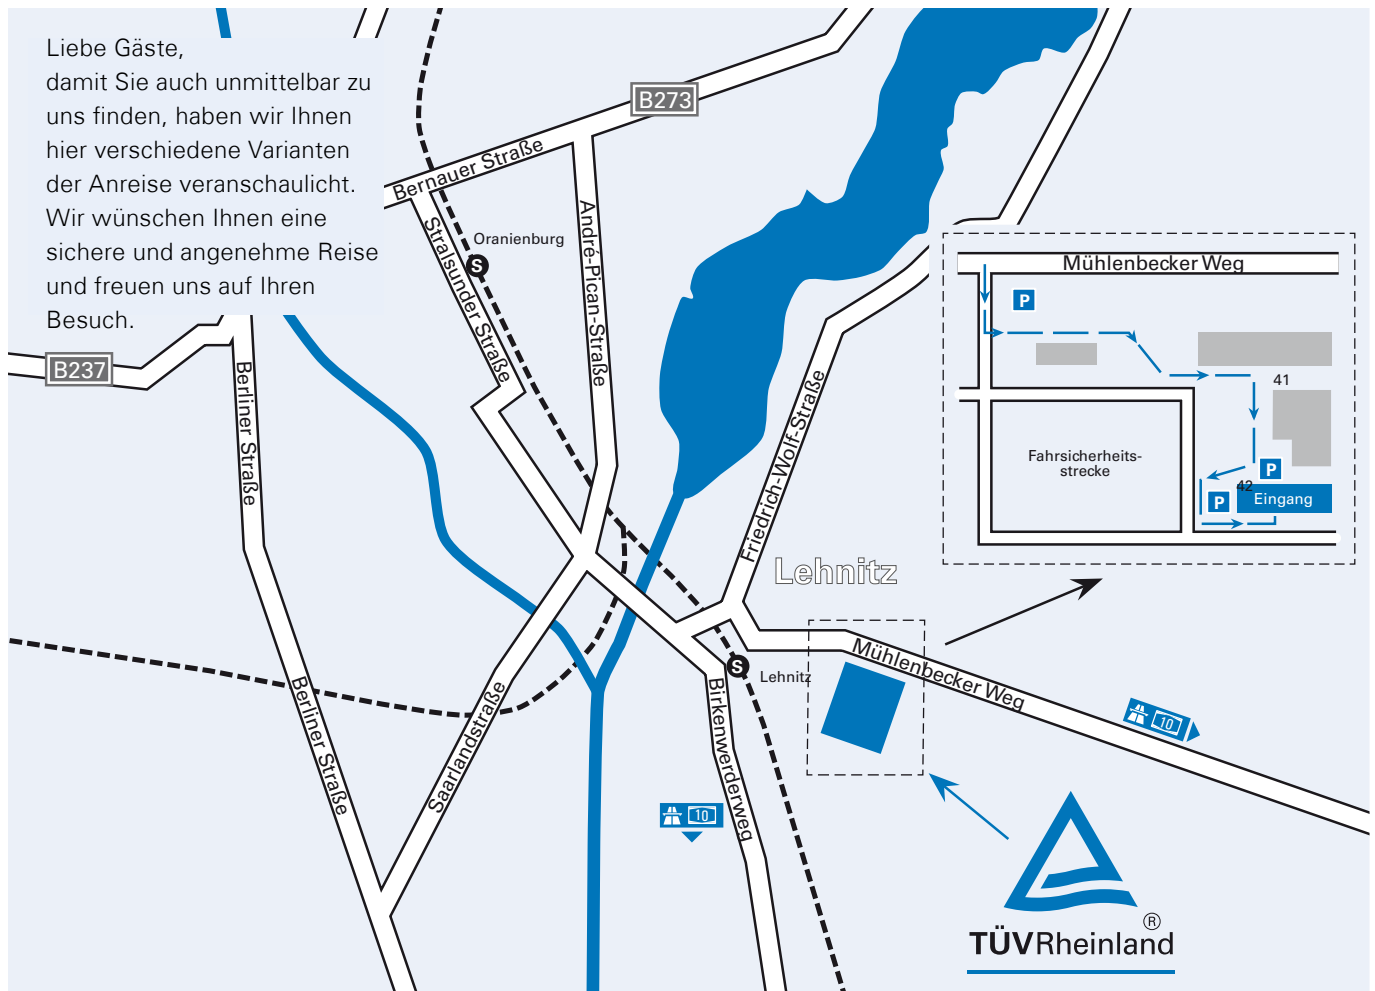 Liebe Gäste,
damit Sie auch unmittelbar zu
uns finden, haben wir Ihnen
hier verschiedene Varianten
der Anreise veranschaulicht.
Wir wünschen Ihnen eine
sichere und angenehme Reise
und freuen uns auf Ihren
Besuch.
B273
Bernauer Straße
Stralsunder Straße
Oranienburg
S
André-Pican-Straße
B237
Berliner Straße
Friedrich-Wolf-Straße
Mühlenbecker Weg
P
41
Fahrsicherheits-
strecke
P
42
P
Eingang
Lehnitz
S
Lehnitz
Mühlenbecker Weg
Berliner Straße
Saarlandstraße
Birkenwerderweg
10
10
TÜVRheinland
®